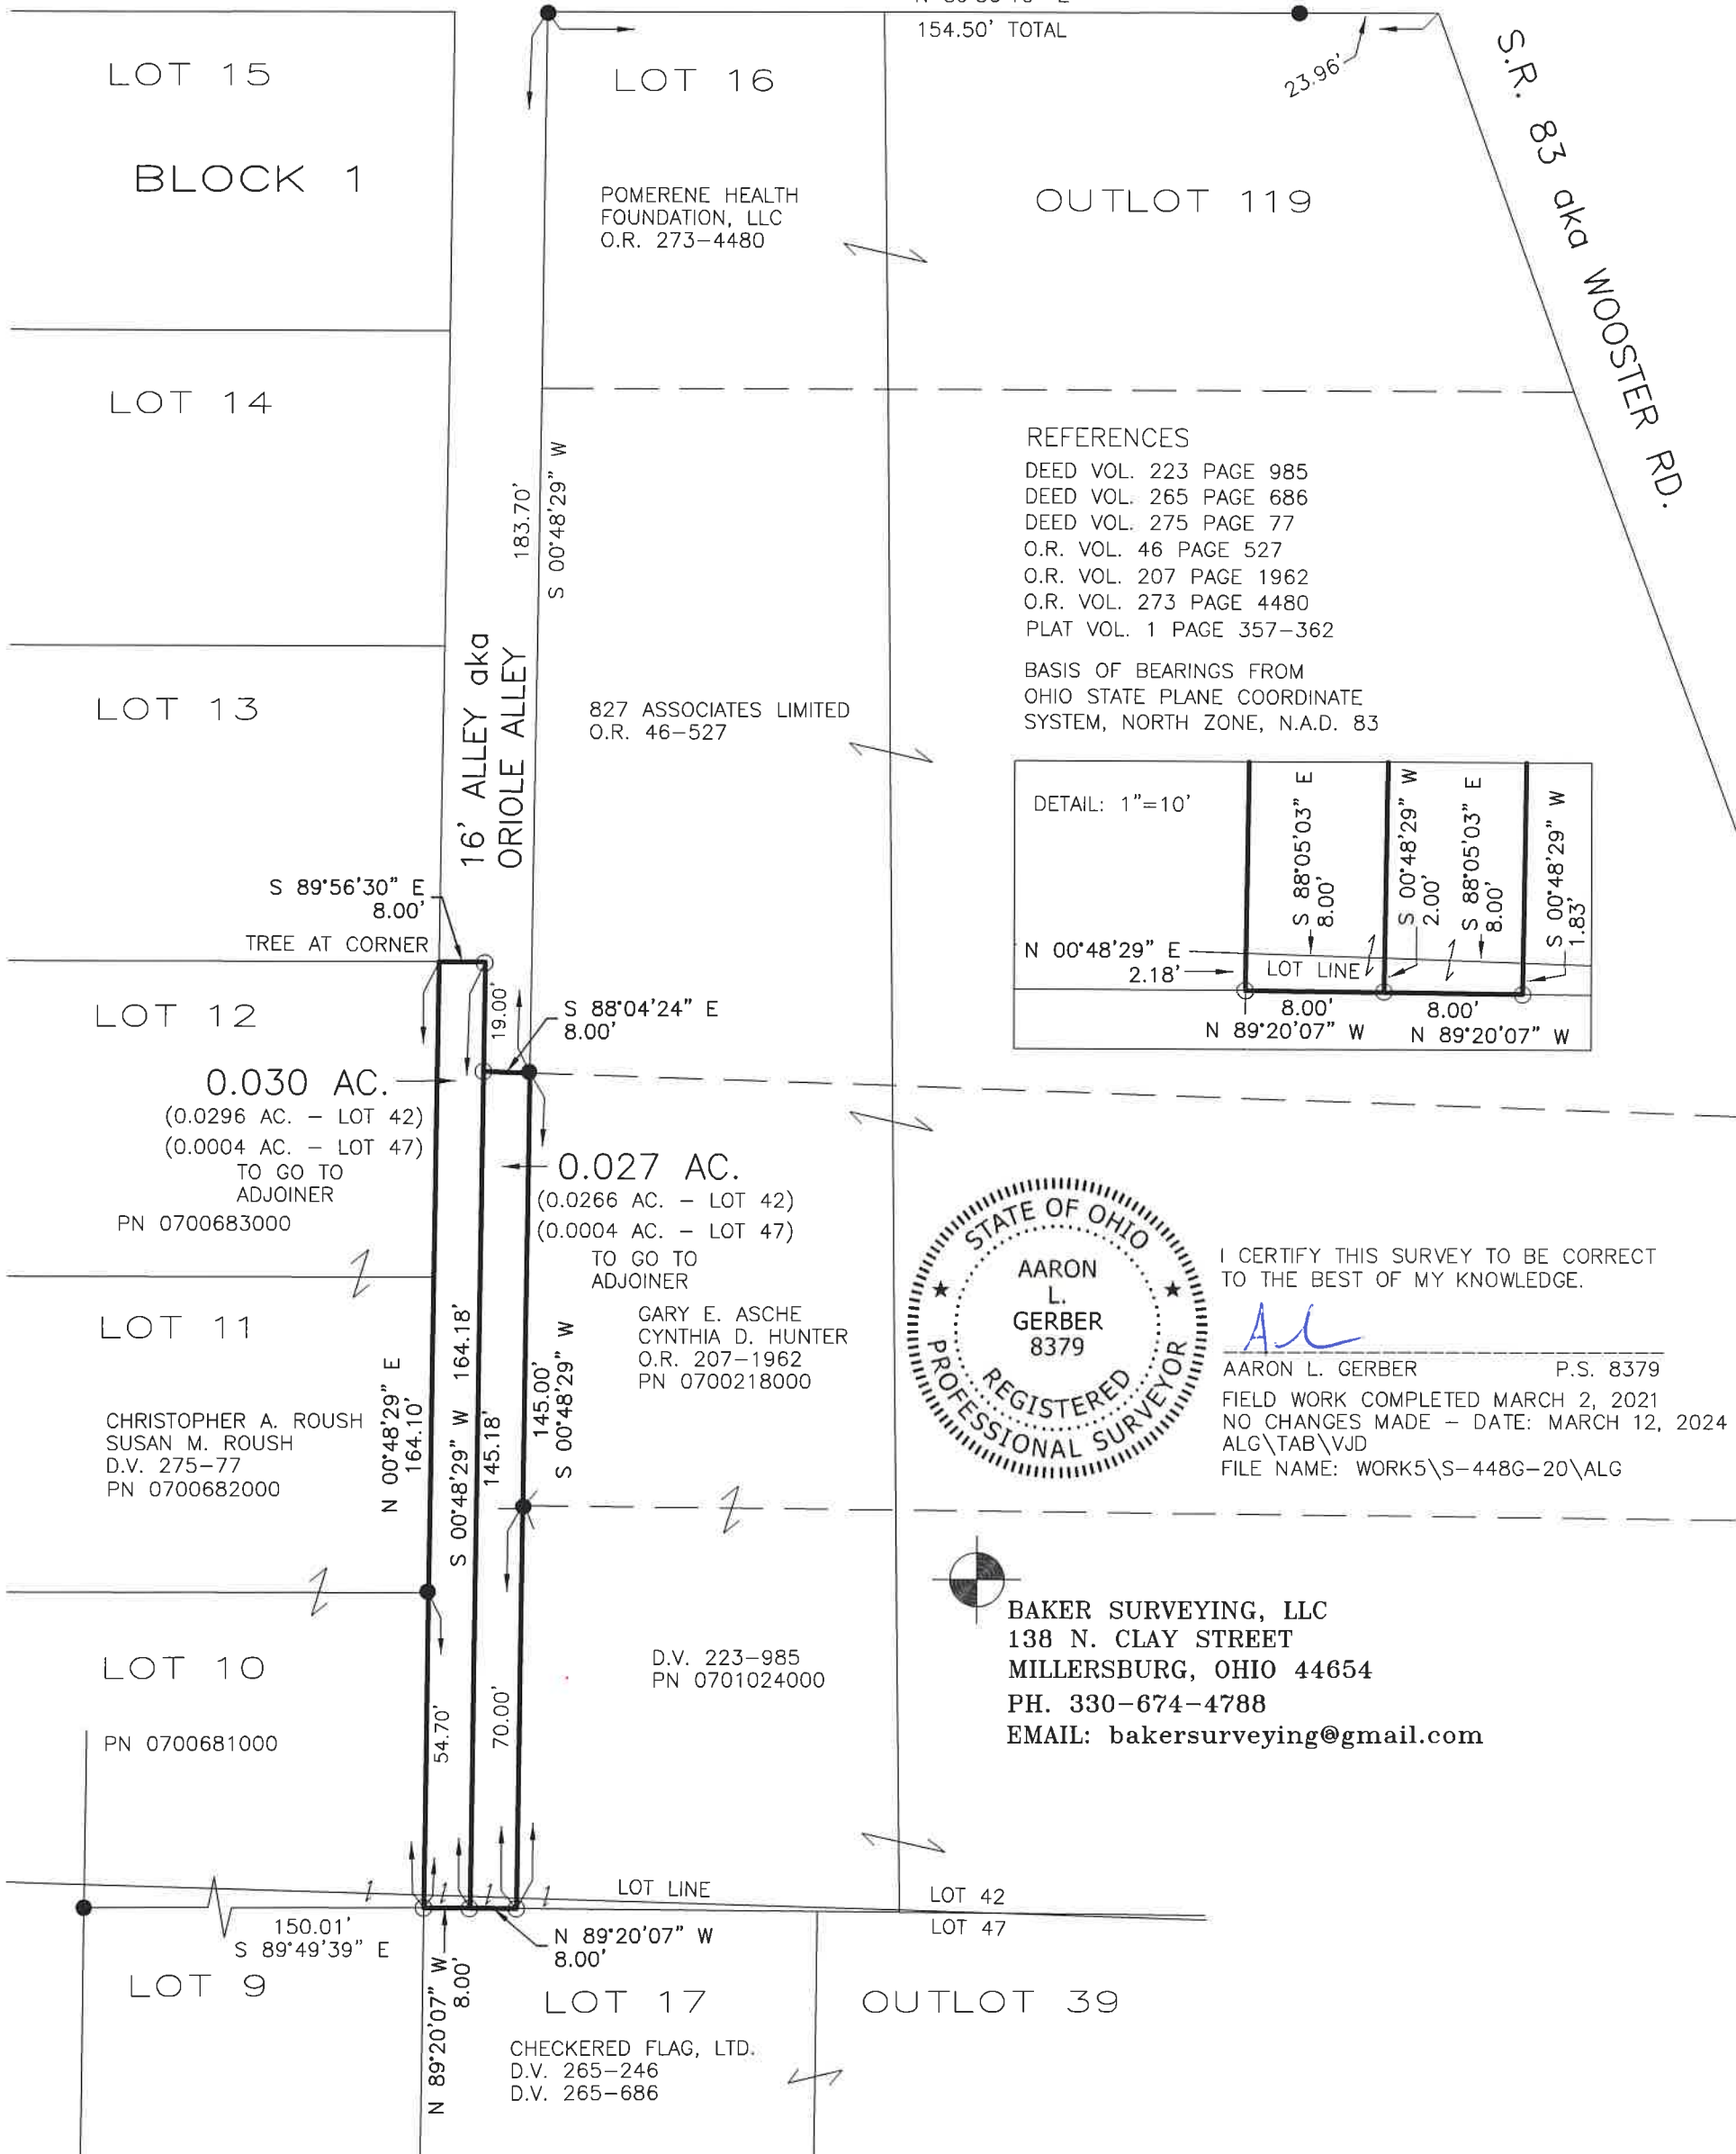 154.50' TOTAL
23.96'
S.R. 83 aka WOOSTER RD.
LOT 15
BLOCK 1
LOT 16
POMERENE HEALTH
FOUNDATION, LLC
O.R. 273-4480
OUTLOT 119
LOT 14
183.70'
S 00°48'29" W
REFERENCES
DEED VOL. 223 PAGE 985
DEED VOL. 265 PAGE 686
DEED VOL. 275 PAGE 77
O.R. VOL. 46 PAGE 527
O.R. VOL. 207 PAGE 1962
O.R. VOL. 273 PAGE 4480
PLAT VOL. 1 PAGE 357-362
BASIS OF BEARINGS FROM
OHIO STATE PLANE COORDINATE
SYSTEM, NORTH ZONE, N.A.D. 83
LOT 13
16' ALLEY aka
ORIOLE ALLEY
827 ASSOCIATES LIMITED
O.R. 46-527
DETAIL: 1"=10'
S 88°05'03" E
8.00'
S 00°48'29" W
2.00'
S 88°05'03" E
8.00'
S 00°48'29" W
1.83'
N 00°48'29" E
2.18'
LOT LINE
8.00'
N 89°20'07" W
8.00'
N 89°20'07" W
S 89°56'30" E
8.00'
TREE AT CORNER
LOT 12
19.00'
S 88°04'24" E
8.00'
0.030 AC.
(0.0296 AC. - LOT 42)
(0.0004 AC. - LOT 47)
TO GO TO
ADJOINER
PN 0700683000
0.027 AC.
(0.0266 AC. - LOT 42)
(0.0004 AC. - LOT 47)
TO GO TO
ADJOINER
GARY E. ASCHE
CYNTHIA D. HUNTER
O.R. 207-1962
PN 0700218000
STATE OF OHIO
AARON
L.
GERBER
8379
REGISTERED
PROFESSIONAL SURVEYOR
I CERTIFY THIS SURVEY TO BE CORRECT
TO THE BEST OF MY KNOWLEDGE.
AARON L. GERBER P.S. 8379
FIELD WORK COMPLETED MARCH 2, 2021
NO CHANGES MADE - DATE: MARCH 12, 2024
ALG\TAB\VJD
FILE NAME: WORK5\S-448G-20\ALG
LOT 11
CHRISTOPHER A. ROUSH
SUSAN M. ROUSH
D.V. 275-77
PN 0700682000
N 00°48'29" E
164.10'
S 00°48'29" W 164.18'
145.18'
145.00'
S 00°48'29" W
LOT 10
PN 0700681000
54.70'
70.00'
D.V. 223-985
PN 0701024000
BAKER SURVEYING, LLC
138 N. CLAY STREET
MILLERSBURG, OHIO 44654
PH. 330-674-4788
EMAIL: bakersurveying@gmail.com
LOT LINE
LOT 42
LOT 47
150.01'
S 89°49'39" E
N 89°20'07" W
8.00'
N 89°20'07" W
8.00'
LOT 9
LOT 17
OUTLOT 39
CHECKERED FLAG, LTD.
D.V. 265-246
D.V. 265-686